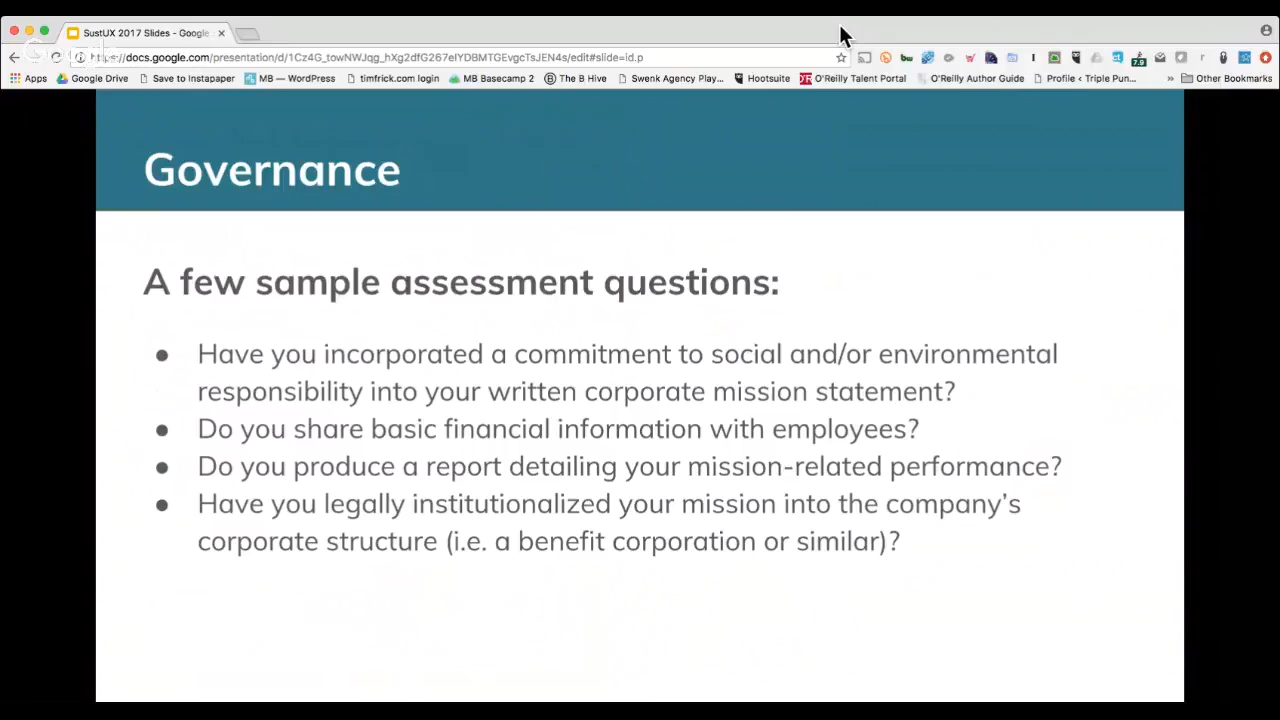 SustUX 2017 Slides - Google
https://docs.google.com/presentation/d/1Cz4G_towNWJqg_hXg2dfG267eIYDBMTGEvgcTsJEN4s/edit#slide=id.p
Apps Google Drive Save to Instapaper MB — WordPress timfrick.com login MB Basecamp 2 The B Hive Swenk Agency Play... Hootsuite O'Reilly Talent Portal O'Reilly Author Guide Profile ‹ Triple Pun... » Other Bookmarks
Governance
A few sample assessment questions:
● Have you incorporated a commitment to social and/or environmental
responsibility into your written corporate mission statement?
● Do you share basic financial information with employees?
● Do you produce a report detailing your mission-related performance?
● Have you legally institutionalized your mission into the company’s
corporate structure (i.e. a benefit corporation or similar)?